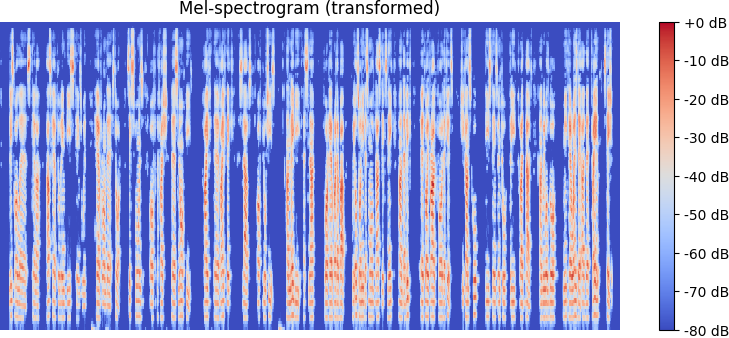 Mel-spectrogram (transformed)
+0 dB
-10 dB
-20 dB
-30 dB
-40 dB
-50 dB
-60 dB
-70 dB
-80 dB